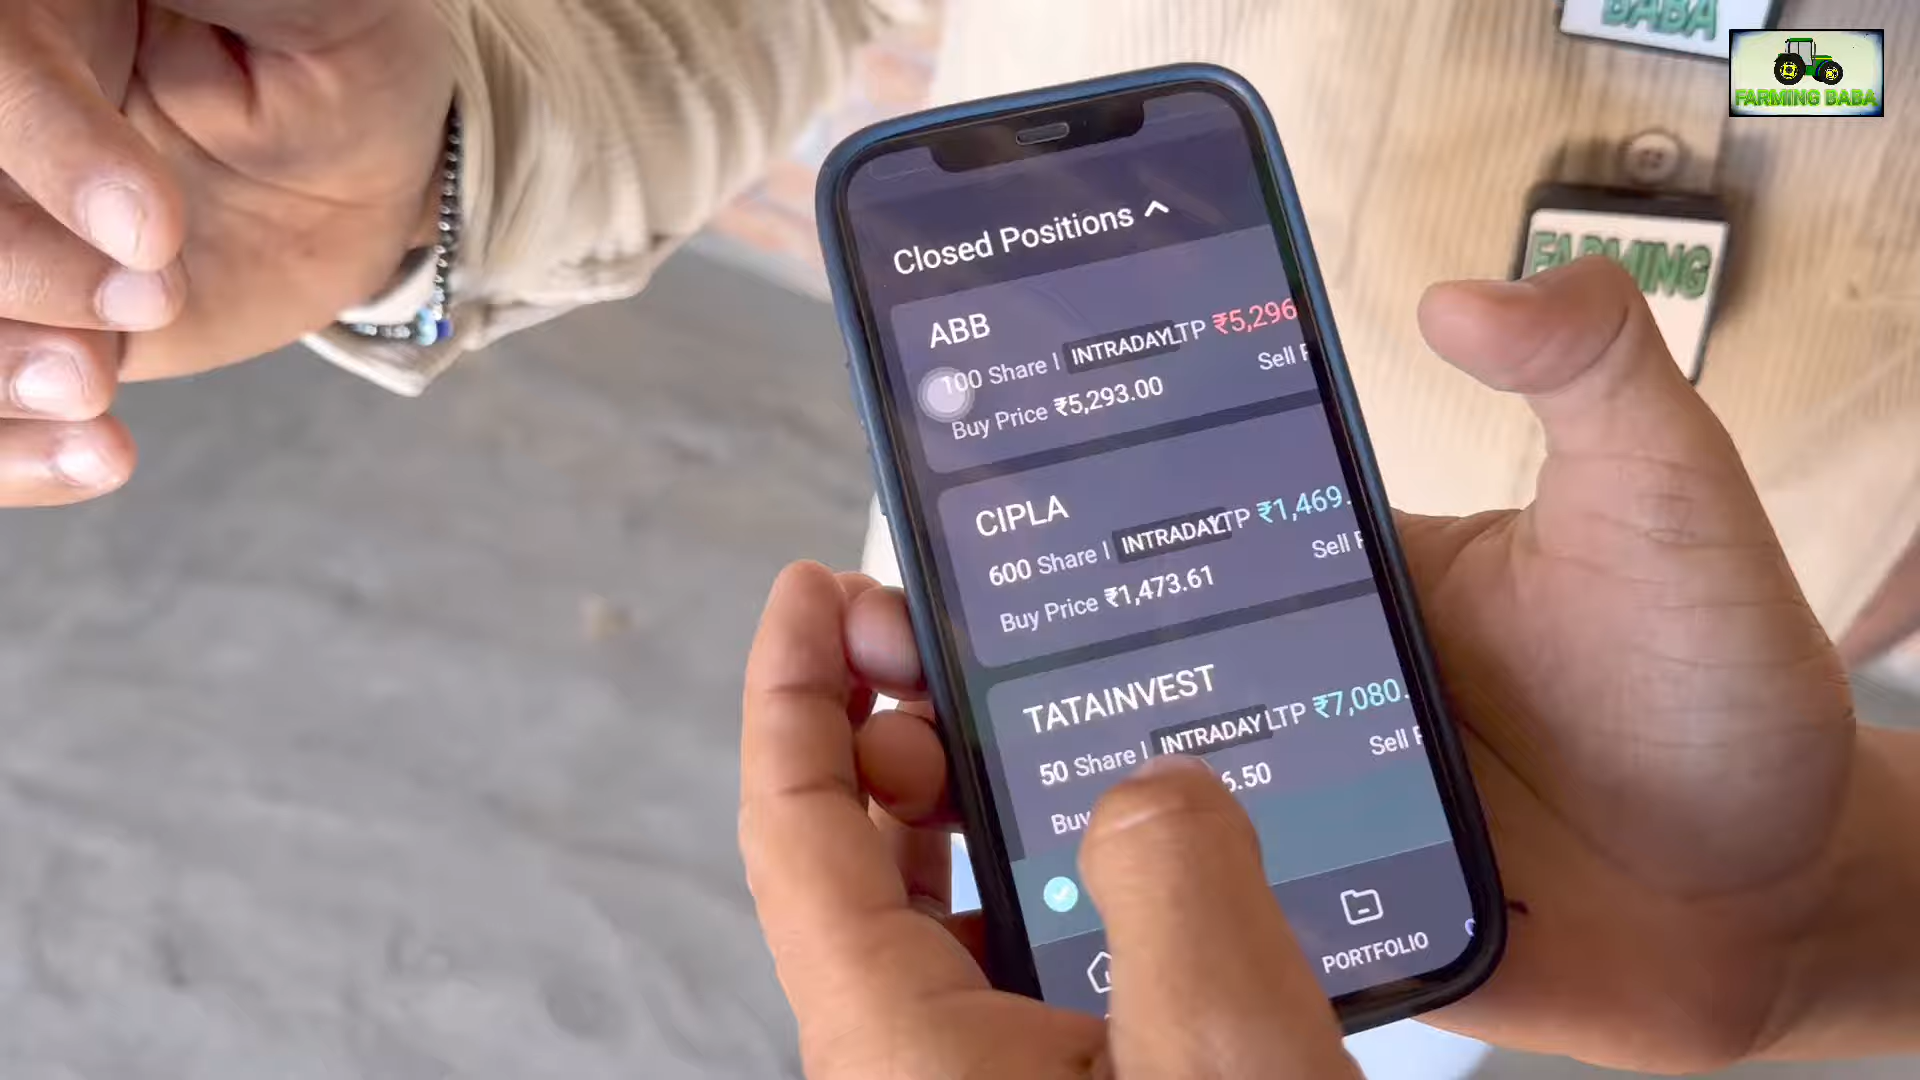 BABA
FARMING BABA
FARMING
Closed Positions
ABB
100 Share | INTRADAY LTP ₹5,296
Sell
Buy Price ₹5,293.00
CIPLA
600 Share | INTRADAY LTP ₹1,469.
Sell
Buy Price ₹1,473.61
TATAINVEST
50 Share | INTRADAY LTP ₹7,080.
Sell
Buy 6.50
PORTFOLIO